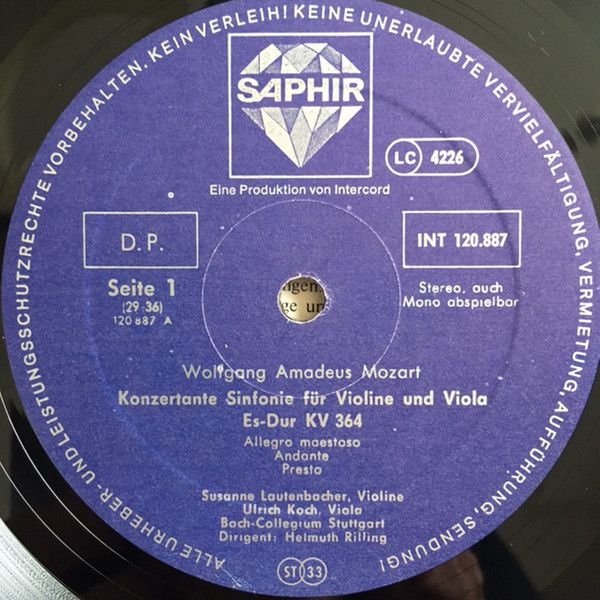 ALLE URHEBER- UND LEISTUNGSSCHUTZRECHTE VORBEHALTEN. KEIN VERLEIH! KEINE UNERLAUBTE VERVIELFÄLTIGUNG, VERMIETUNG, AUFFÜHRUNG, SENDUNG!
SAPHIR
LC 4226
Eine Produktion von Intercord
D.P.
INT 120.887
Seite 1
(29:36)
120 887 A
Stereo, auch
Mono abspielbar
Wolfgang Amadeus Mozart
Konzertante Sinfonie für Violine und Viola
Es-Dur KV 364
Allegro maestoso
Andante
Presto
Susanne Lautenbacher, Violine
Ulrich Koch, Viola
Bach-Collegium Stuttgart
Dirigent: Helmuth Rilling
ST 33